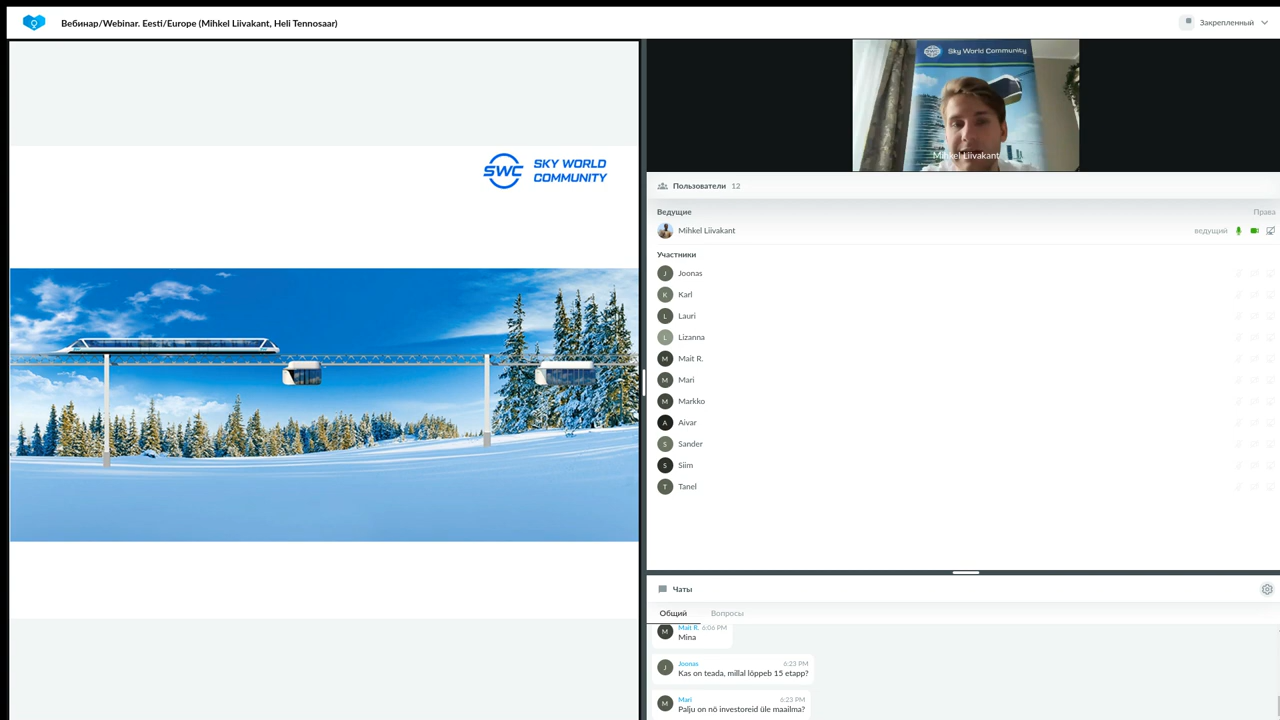 Вебинар/Webinar. Eesti/Europe (Mihkel Liivakant, Heli Tennosaar)
Закрепленный
SWC
SKY WORLD
COMMUNITY
Sky World Community
Mihkel Liivakant
Пользователи 12
Ведущие
Права
Mihkel Liivakant
ведущий
Участники
J Joonas
K Karl
L Lauri
L Lizanna
M Mait R.
M Mari
M Markko
A Aivar
S Sander
S Siim
T Tanel
Чаты
Общий
Вопросы
M Mait R. 6:06 PM
Mina
J Joonas 6:23 PM
Kas on teada, millal lõppeb 15 etapp?
M Mari 6:23 PM
Palju on nö investoreid üle maailma?